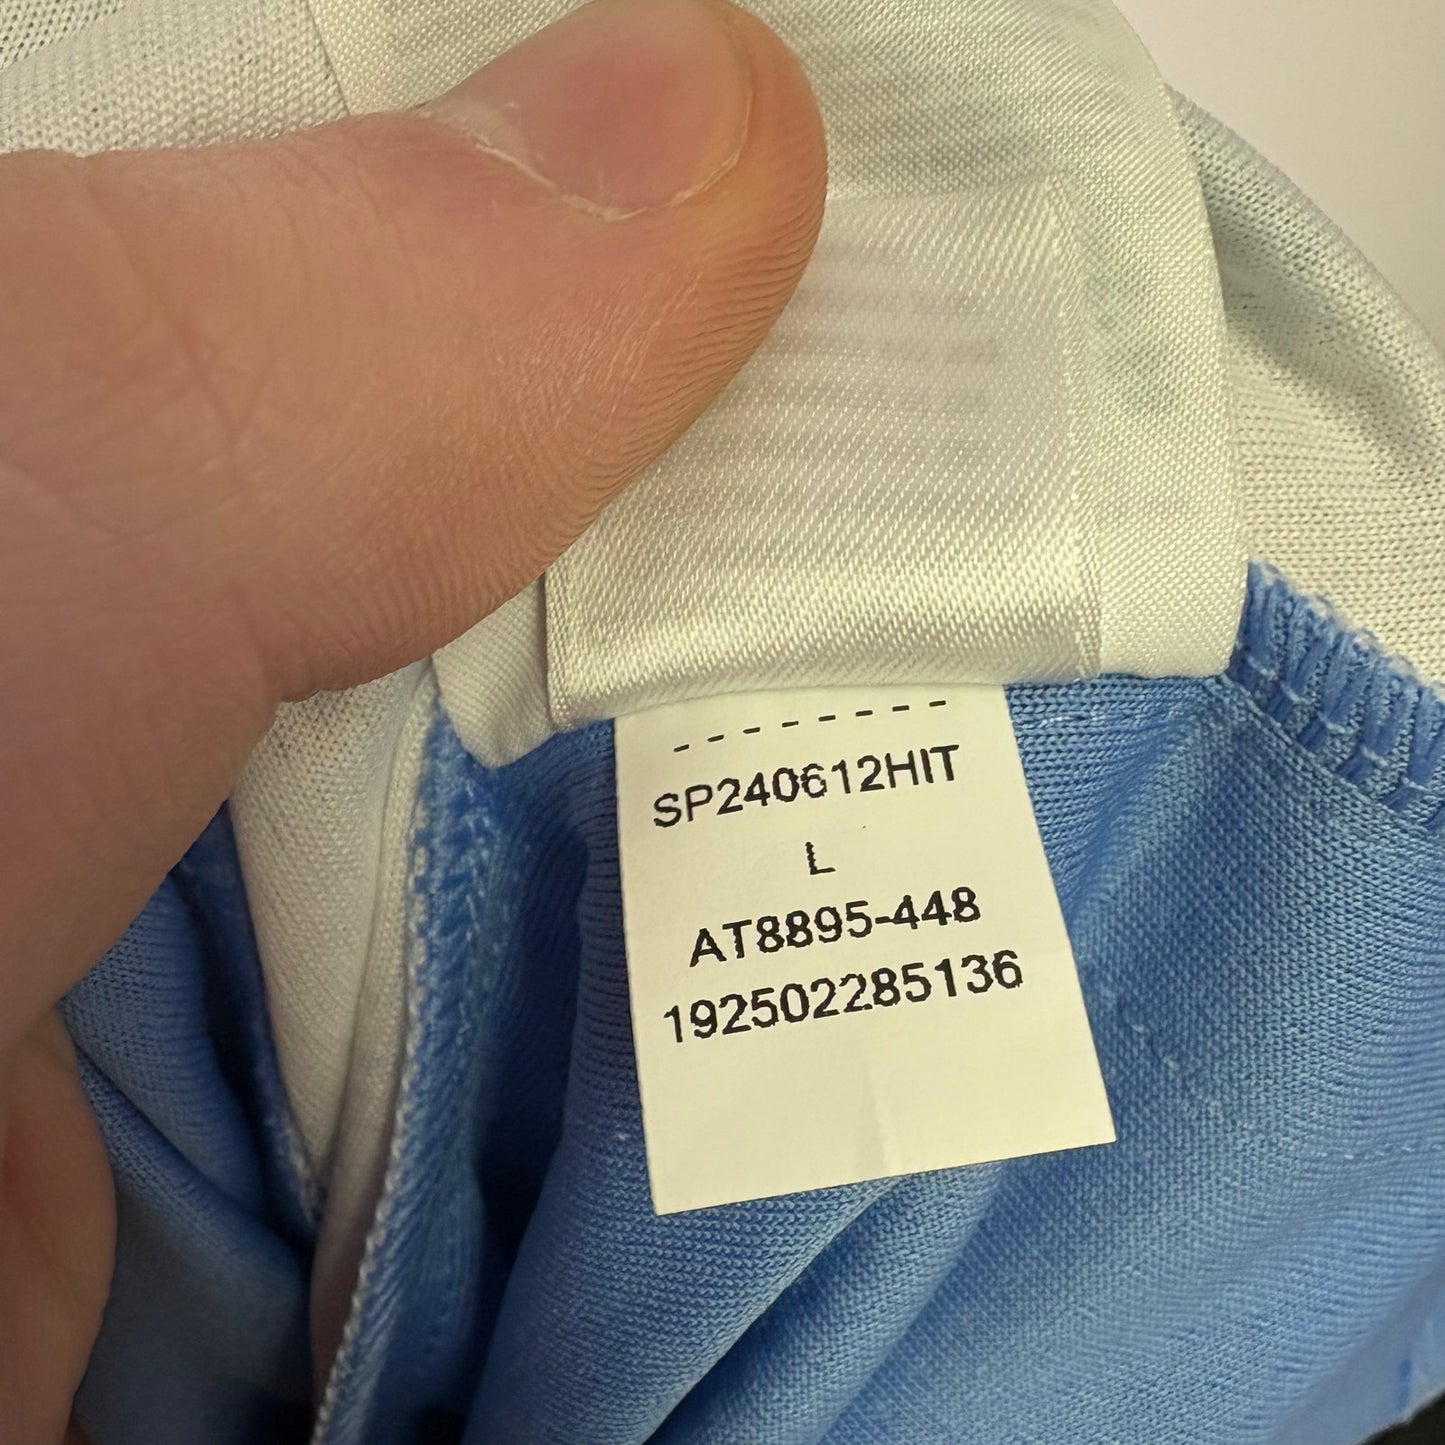 --------
SP240612HIT
L
AT8895-448
192502285136